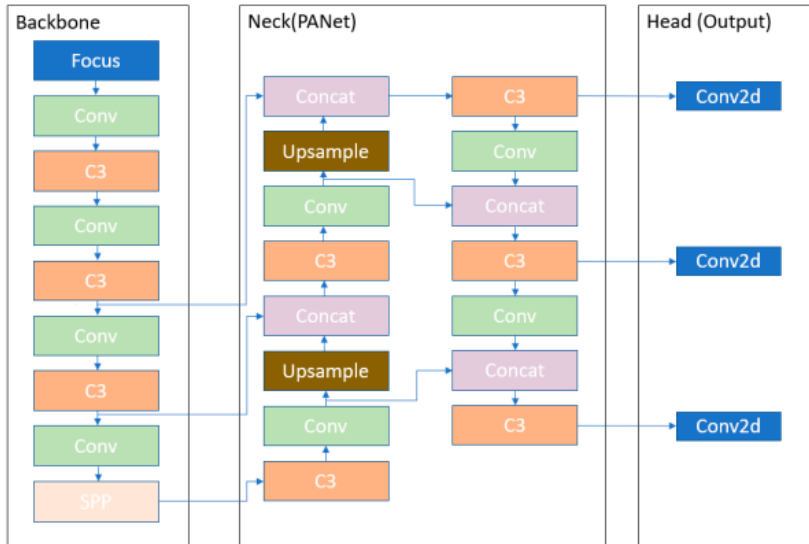 Backbone
Focus
Conv
C3
Conv
C3
Conv
C3
Conv
SPP
Neck(PANet)
Concat
Upsample
Conv
C3
Concat
Upsample
Conv
C3
C3
Conv
Concat
C3
Conv
Concat
C3
Head (Output)
Conv2d
Conv2d
Conv2d